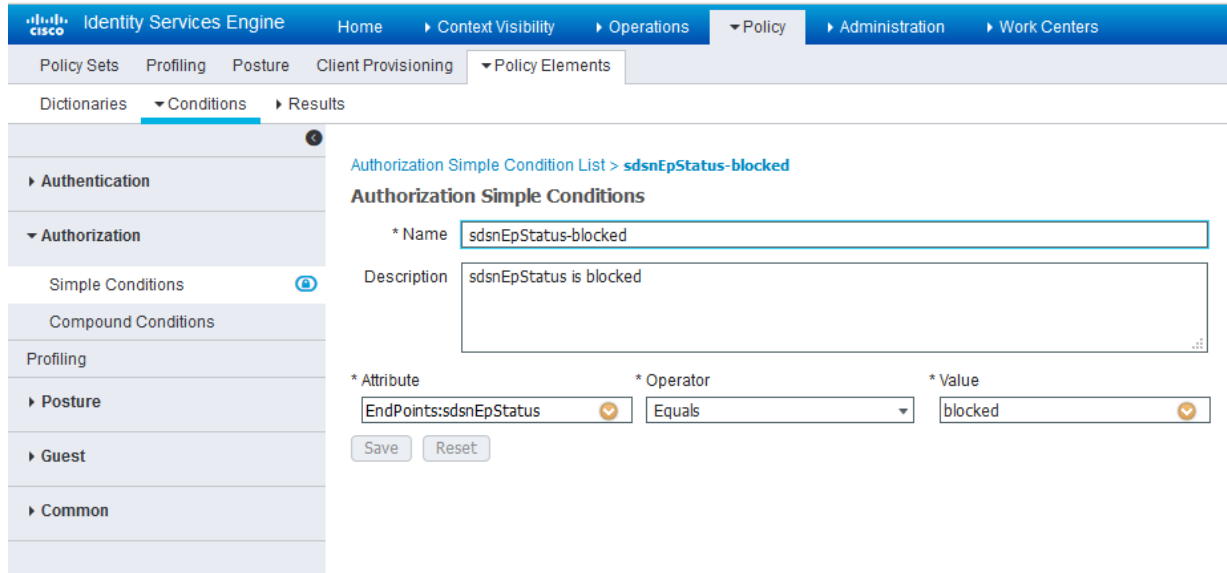 cisco Identity Services Engine Home Context Visibility Operations Policy Administration Work Centers
Policy Sets Profiling Posture Client Provisioning Policy Elements
Dictionaries Conditions Results
Authentication
Authorization
Simple Conditions
Compound Conditions
Profiling
Posture
Guest
Common
Authorization Simple Condition List > sdsnEpStatus-blocked
Authorization Simple Conditions
* Name sdsnEpStatus-blocked
Description sdsnEpStatus is blocked
* Attribute * Operator * Value
EndPoints:sdsnEpStatus Equals blocked
Save Reset